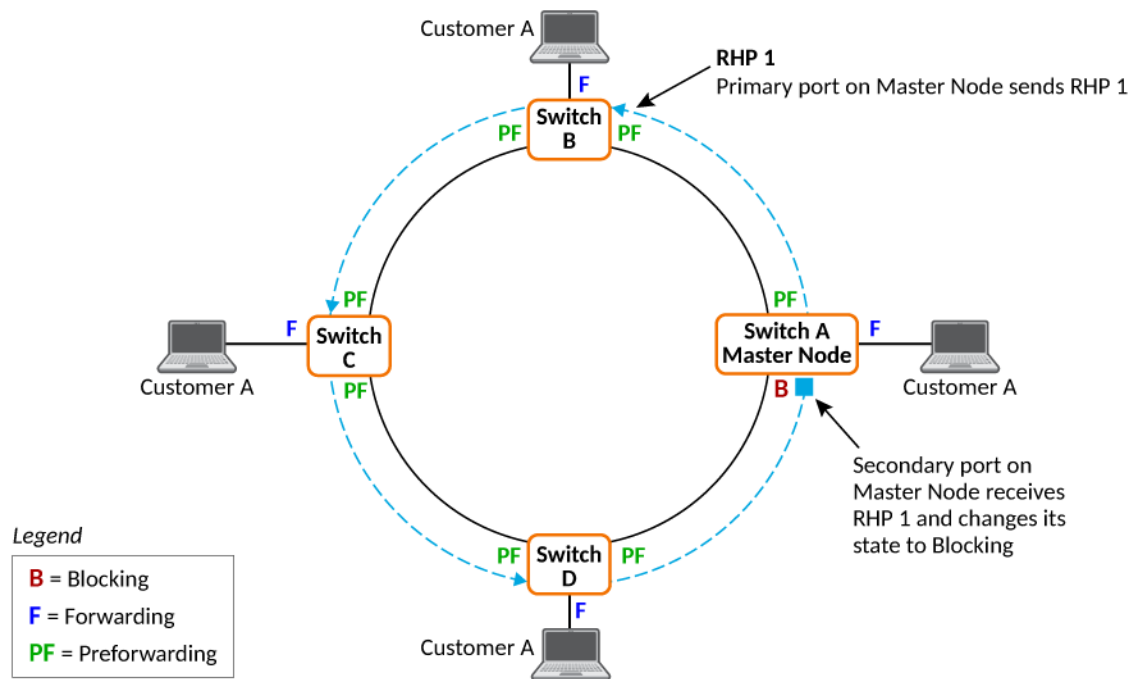 Customer A
F
RHP 1
Primary port on Master Node sends RHP 1
Switch
B
PF
PF
PF
PF
Switch
C
F
Customer A
PF
Switch A
Master Node
F
Customer A
B
Secondary port on
Master Node receives
RHP 1 and changes its
state to Blocking
PF
Switch
D
PF
F
Customer A
Legend
B = Blocking
F = Forwarding
PF = Preforwarding